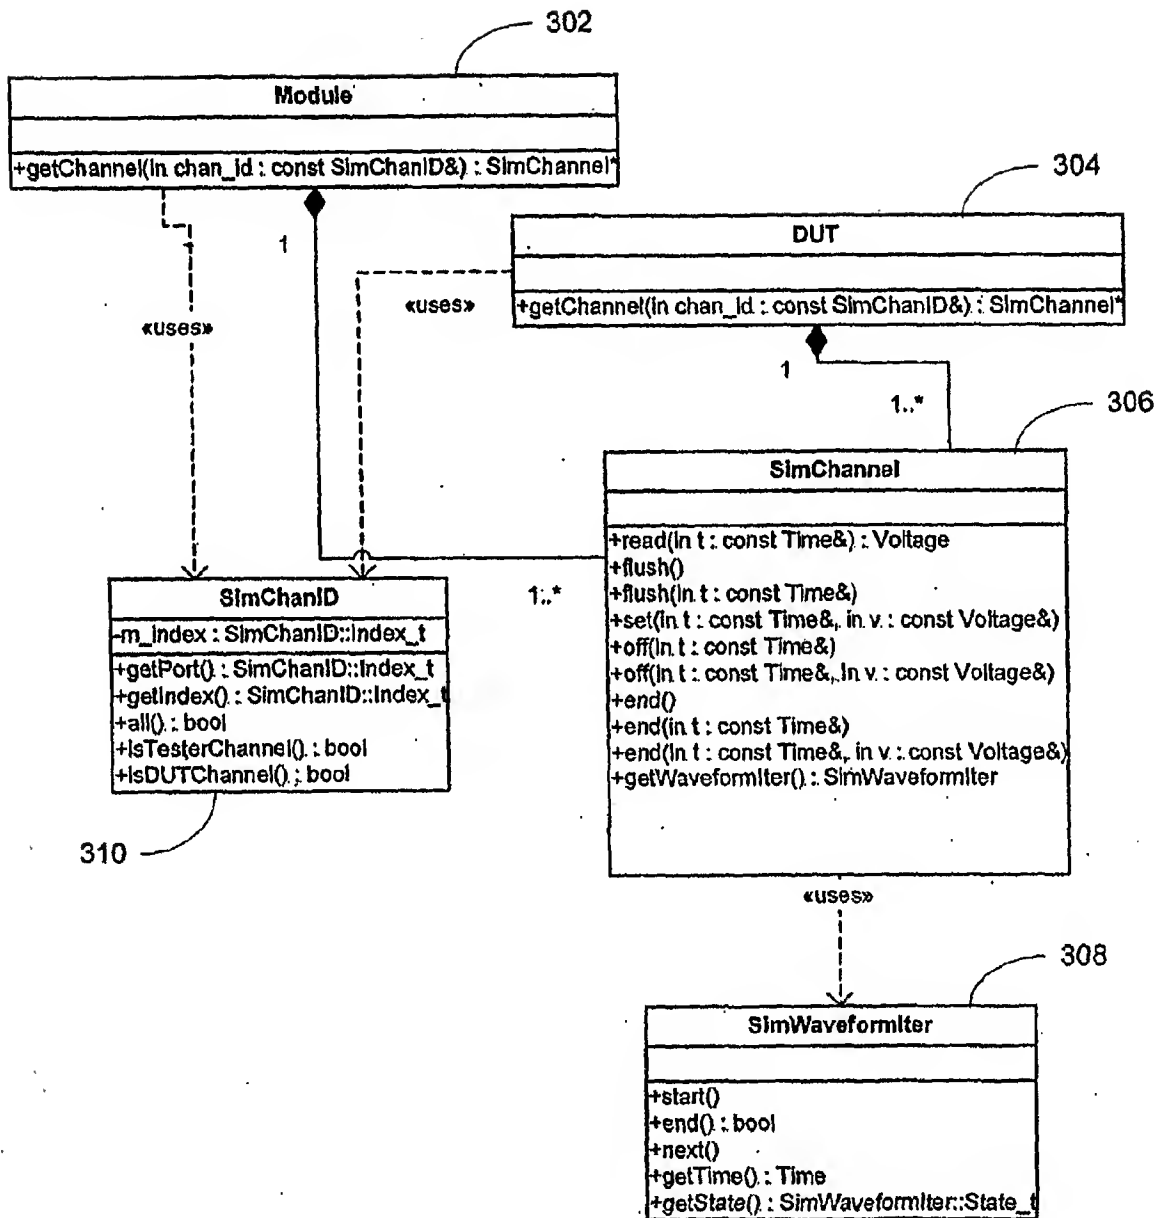 302
Module
+getChannel(in chan_id : const SimChanID&) : SimChannel*
304
DUT
+getChannel(in chan_id : const SimChanID&) : SimChannel*
1
«uses»
«uses»
1
1..*
306
SimChannel
+read(in t : const Time&) : Voltage
+flush()
+flush(in t : const Time&)
+set(in t : const Time&, in v : const Voltage&)
+off(in t : const Time&)
+off(in t : const Time&, in v : const Voltage&)
+end()
+end(in t : const Time&)
+end(in t : const Time&, in v : const Voltage&)
+getWaveformIter() : SimWaveformIter
1..*
SimChanID
-m_index : SimChanID::Index_t
+getPort() : SimChanID::Index_t
+getIndex() : SimChanID::Index_t
+all() : bool
+isTesterChannel() : bool
+isDUTChannel() : bool
310
«uses»
308
SimWaveformIter
+start()
+end() : bool
+next()
+getTime() : Time
+getState() : SimWaveformIter::State_t